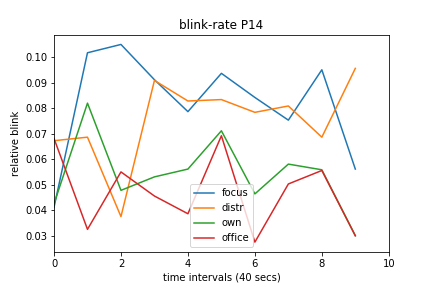 blink-rate P14
relative blink
0.10
0.09
0.08
0.07
0.06
0.05
0.04
0.03
focus
distr
own
office
0 2 4 6 8 10
time intervals (40 secs)